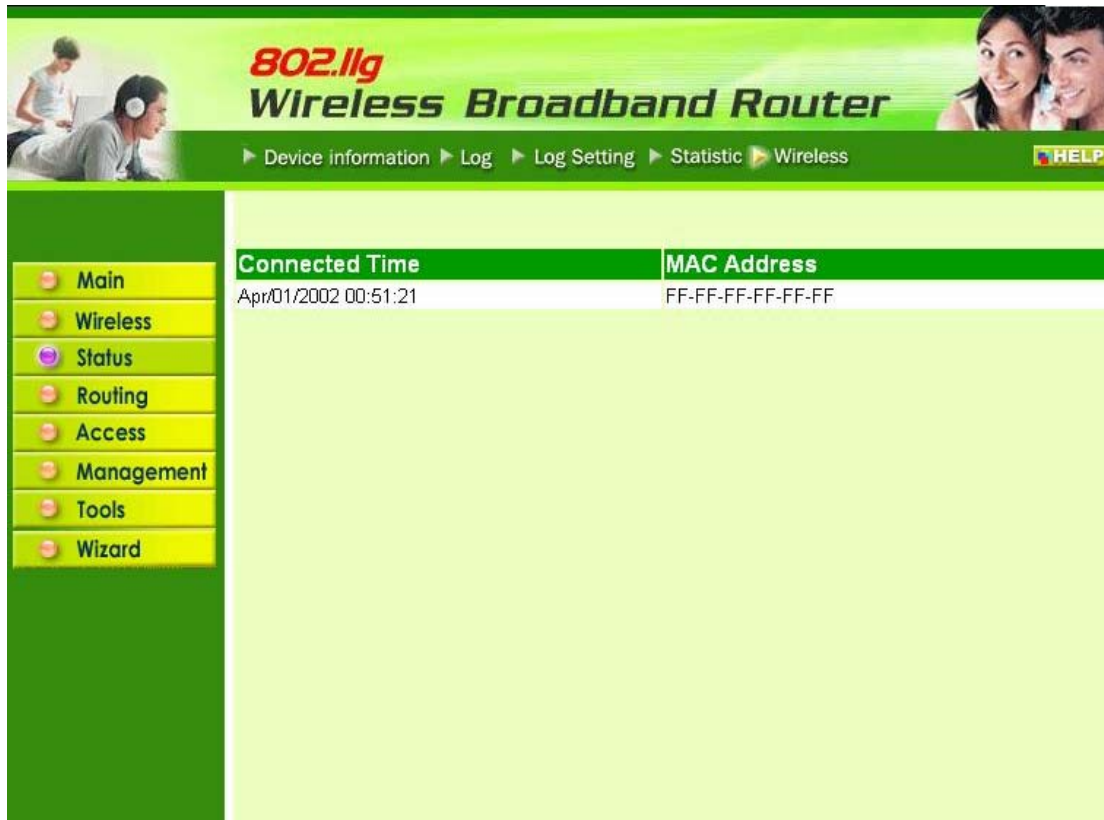 802.11g
Wireless Broadband Router
Device information Log Log Setting Statistic Wireless
HELP
Main
Wireless
Status
Routing
Access
Management
Tools
Wizard
Connected Time MAC Address
Apr/01/2002 00:51:21 FF-FF-FF-FF-FF-FF